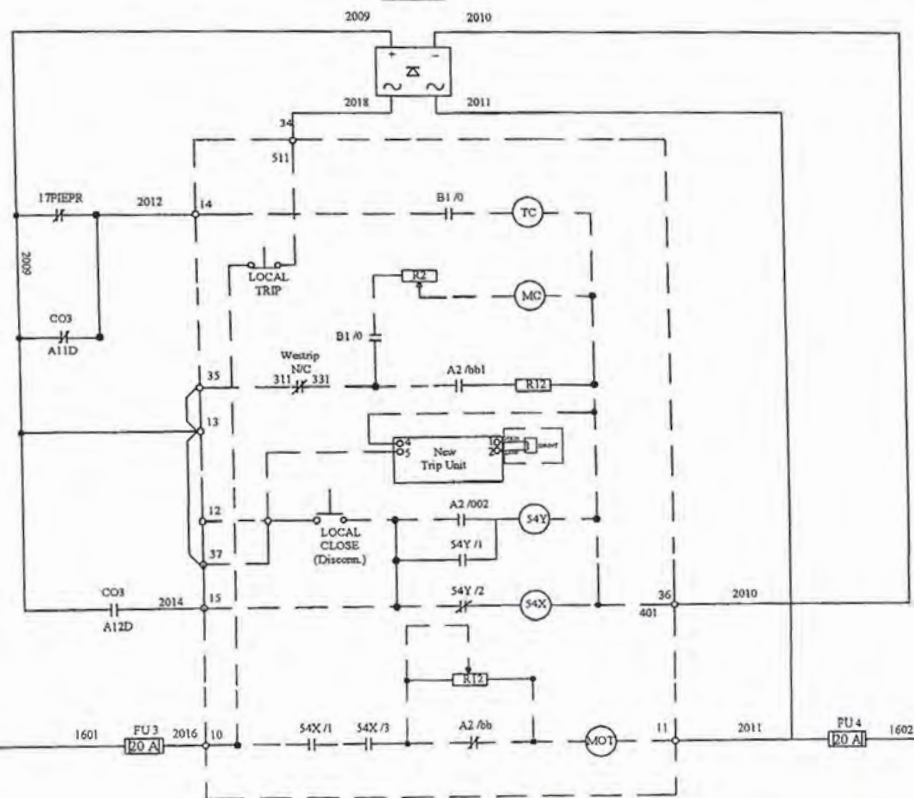 2009
2010
+
-
2018
2011
34
511
17PIEPR
2012
14
B1 /0
TC
2009
LOCAL
TRIP
R2
MC
CO3
A11D
B1 /0
Westrip
N/C
35
311
331
A2 /bb1
R12
13
4
5
New
Trip Unit
1
2
12
LOCAL
CLOSE
(Disconn.)
A2 /002
54Y
54Y /1
37
CO3
2014
15
54Y /2
54X
36
2010
A12D
401
R12
1601
FU 3
20 A
2016
10
54X /1
54X /3
A2 /bb
MOT
11
2011
FU 4
20 A
1602